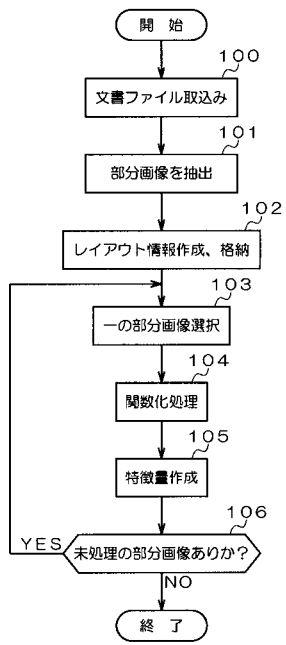 開 始
100
文書ファイル取込み
101
部分画像を抽出
102
レイアウト情報作成、格納
103
一の部分画像選択
104
関数化処理
105
特徴量作成
106
YES
未処理の部分画像ありか?
NO
終 了